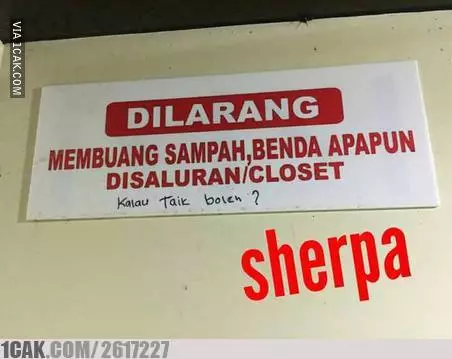 VIA 1CAK.COM
DILARANG
MEMBUANG SAMPAH,BENDA APAPUN
DISALURAN/CLOSET
Kalau Taik boleh ?
sherpa
1CAK.COM/2617227